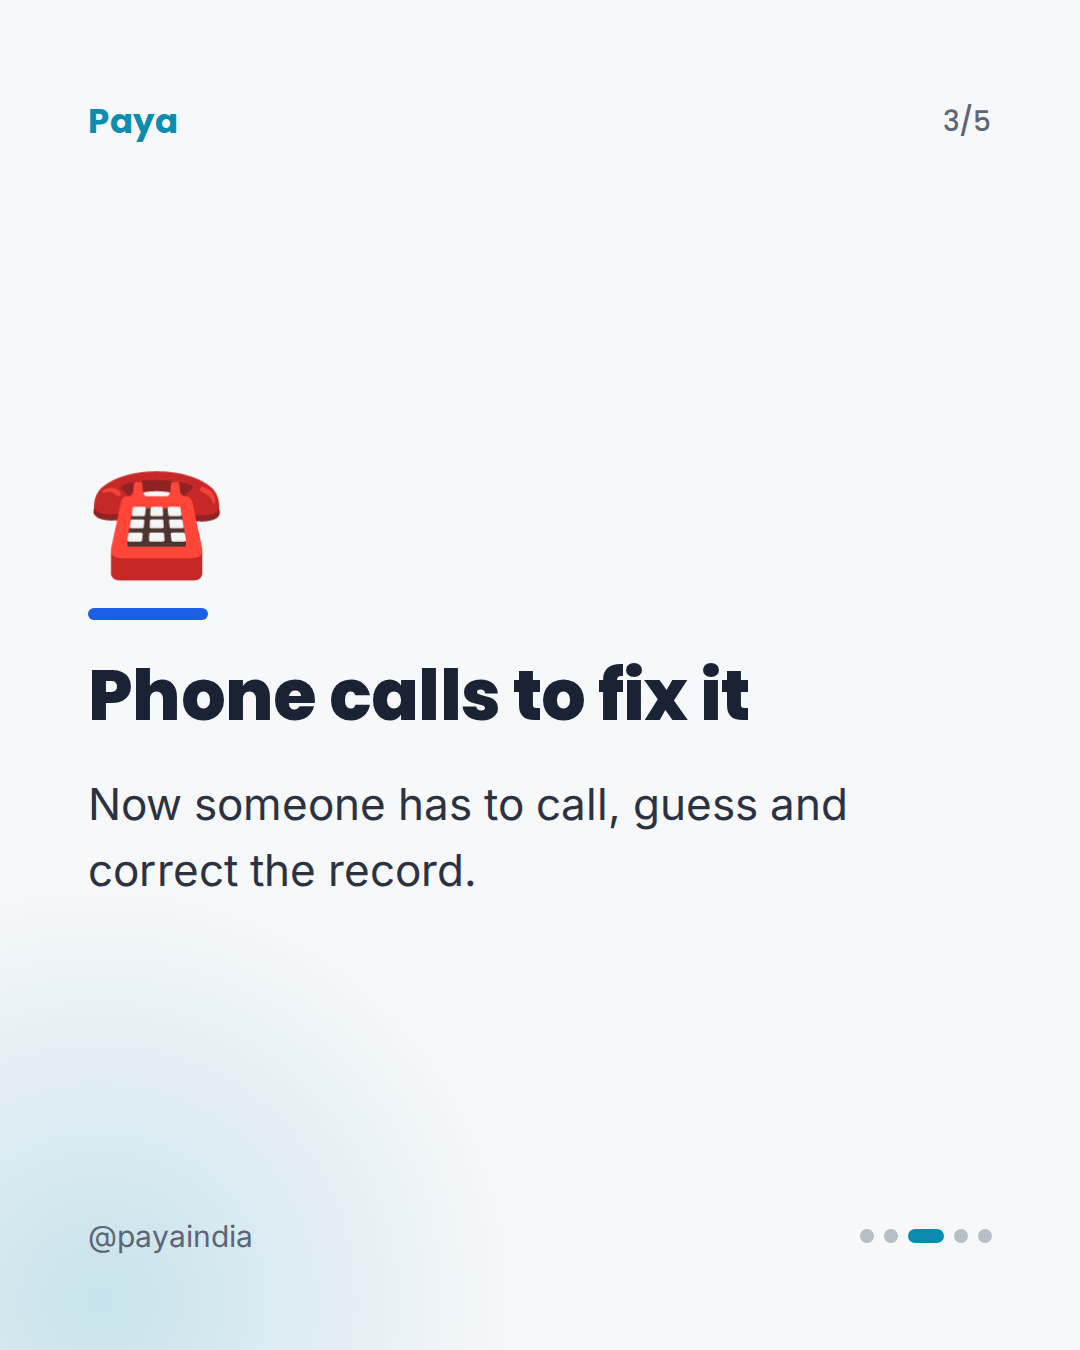 Paya
3/5
Phone calls to fix it
Now someone has to call, guess and
correct the record.
@payaindia